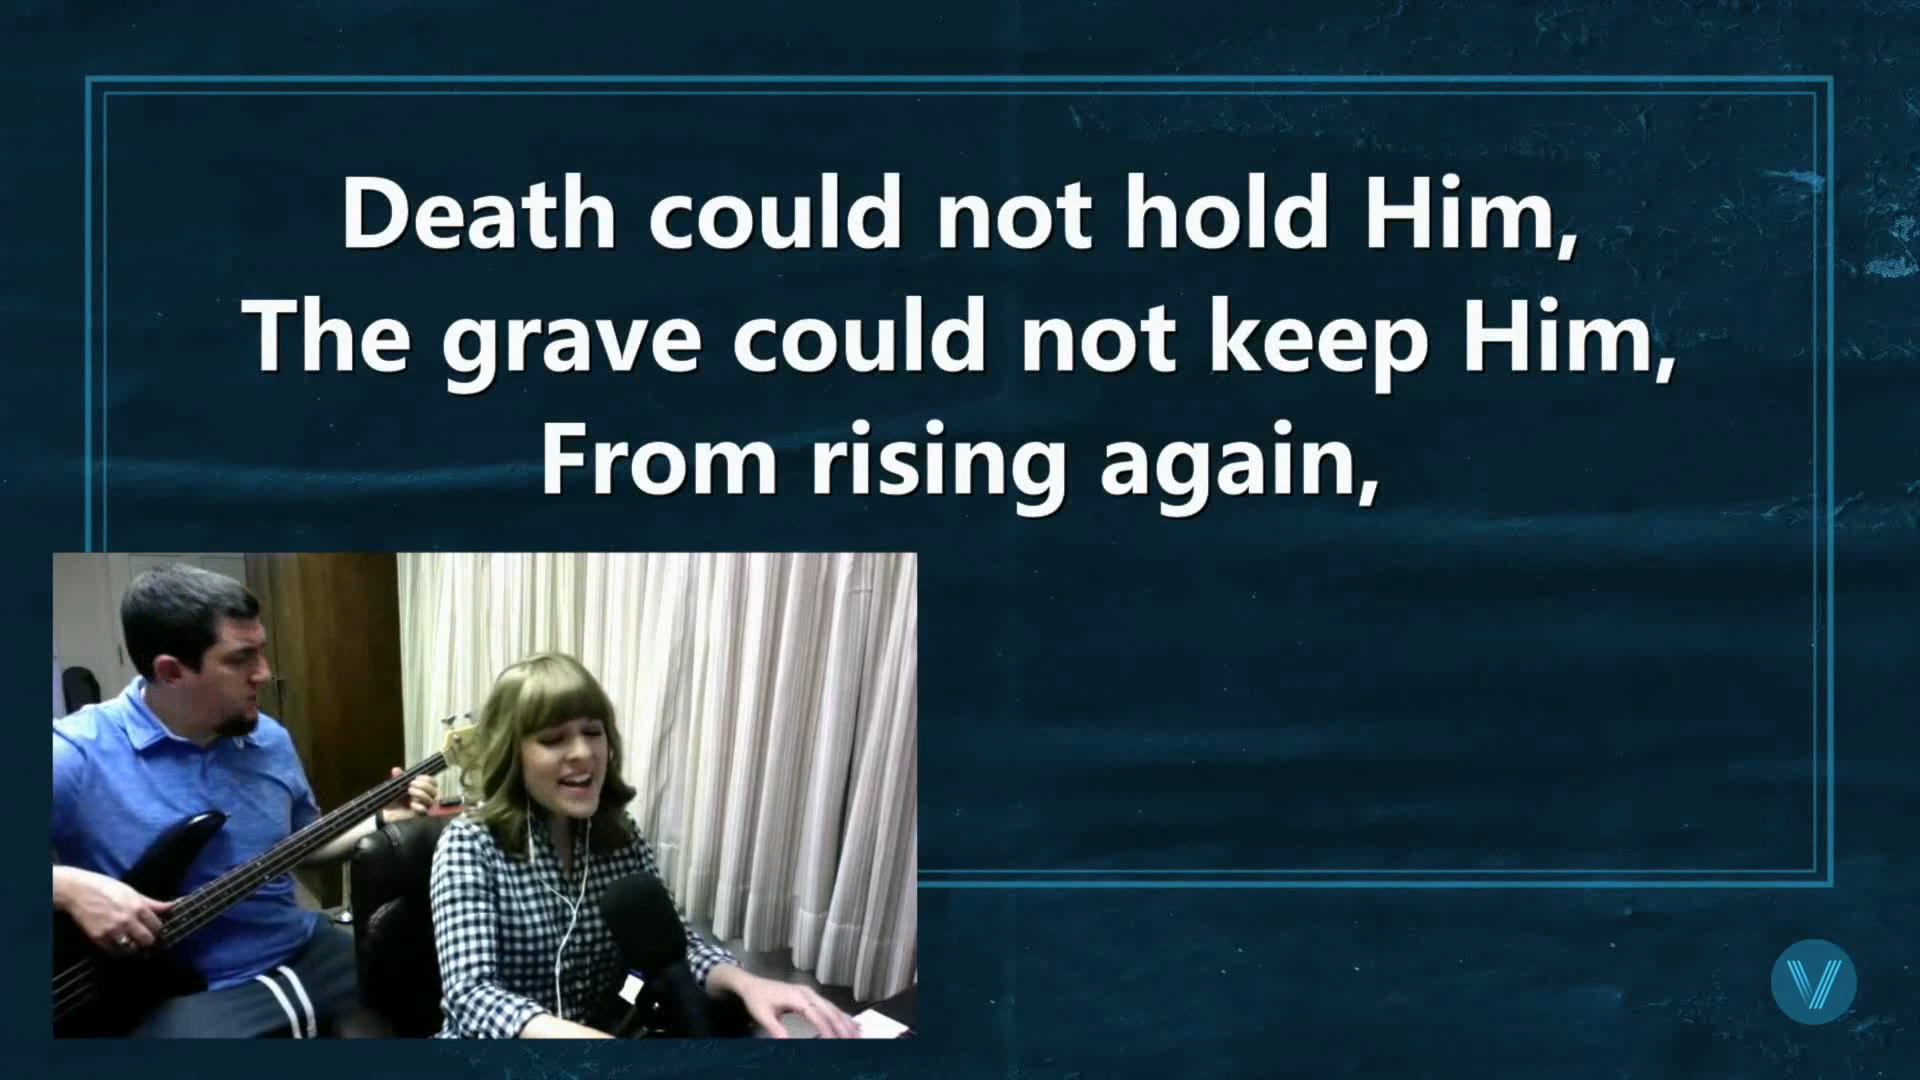 Death could not hold Him,
The grave could not keep Him,
From rising again,